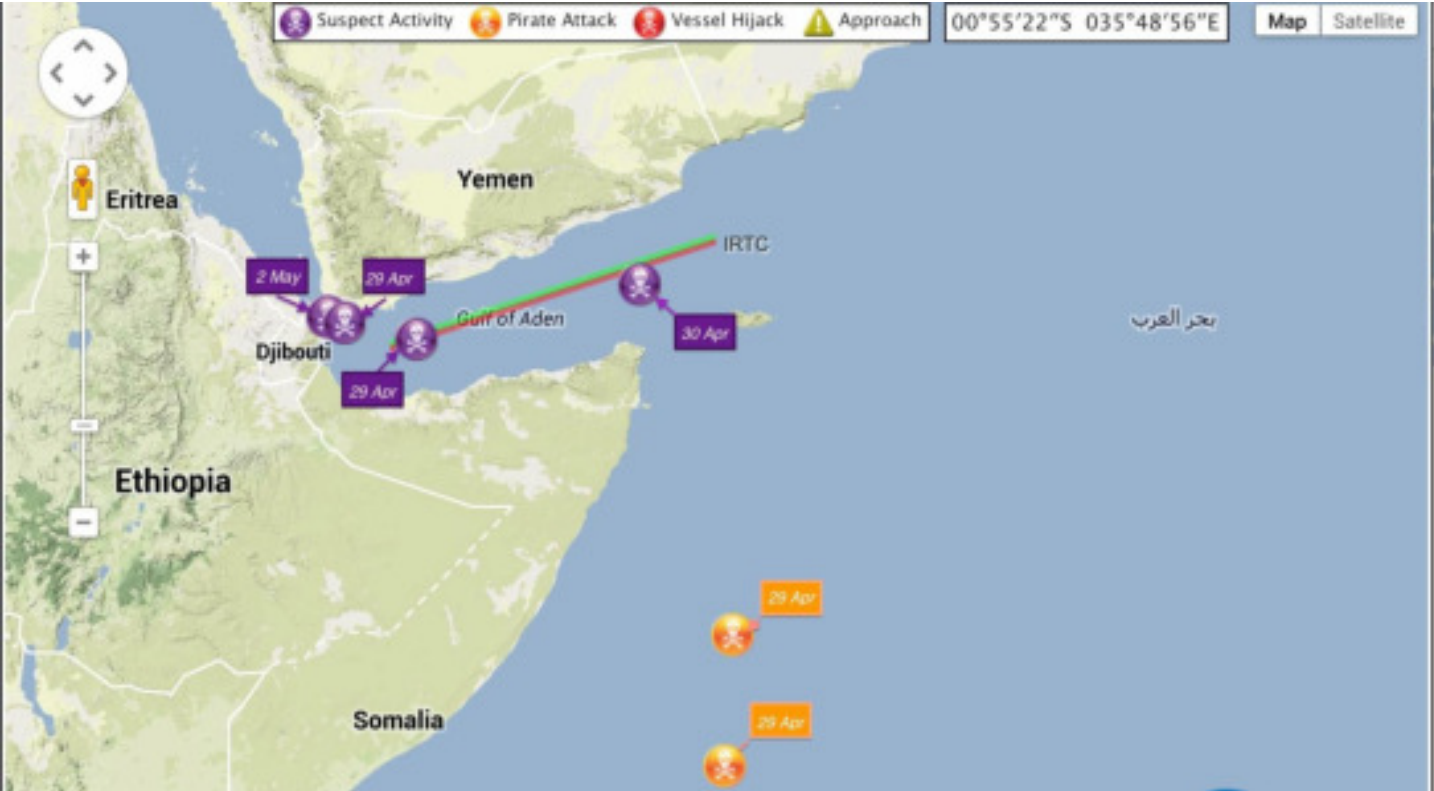 Suspect Activity Pirate Attack Vessel Hijack Approach 00°55'22"S 035°48'56"E Map Satellite
Yemen
Eritrea
IRTC
2 May 29 Apr
Gulf of Aden بحر العرب
30 Apr
Djibouti
29 Apr
Ethiopia
29 Apr
Somalia 29 Apr